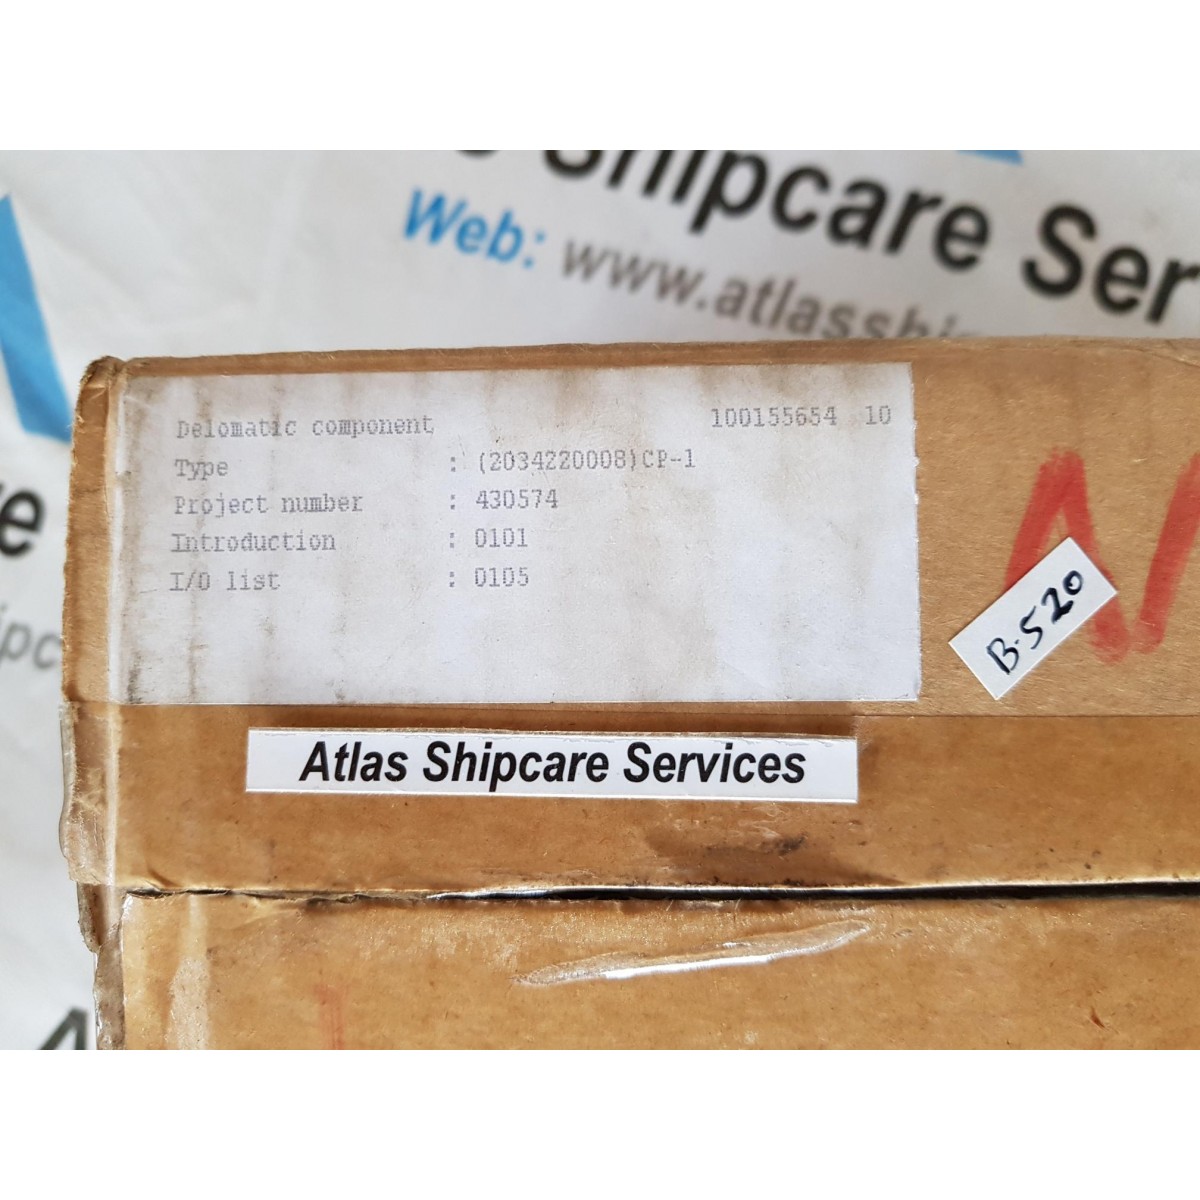 Shipcare Ser
Web: www.atlasship
Delomatic component 100155654 10
Type : (2034220008)CP-1
Project number : 430574
Introduction : 0101
I/O list : 0105
B.520
Atlas Shipcare Services